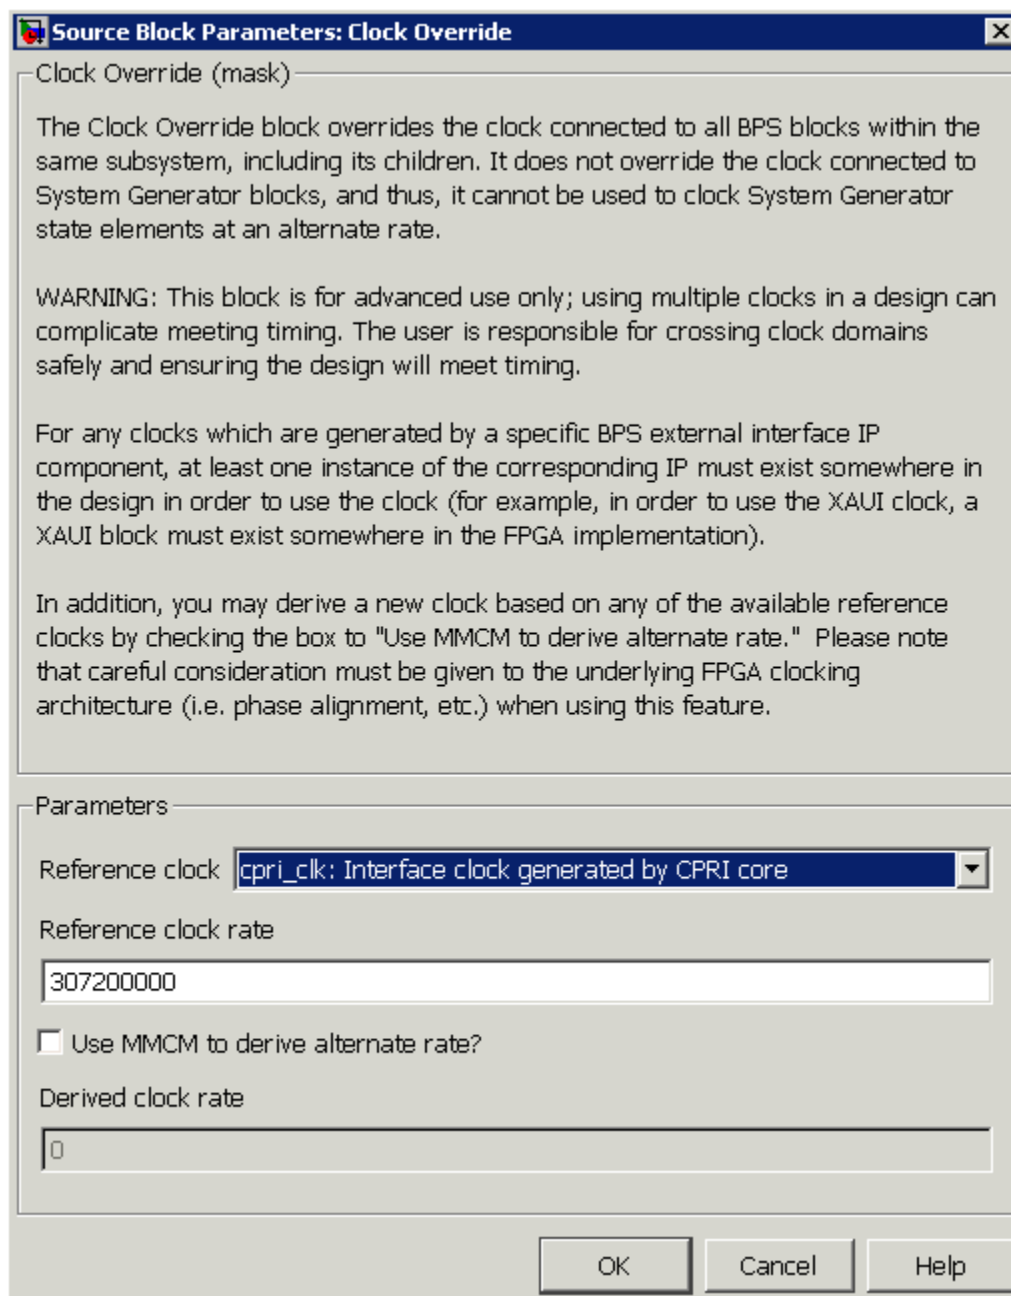 Source Block Parameters: Clock Override
Clock Override (mask)
The Clock Override block overrides the clock connected to all BPS blocks within the
same subsystem, including its children. It does not override the clock connected to
System Generator blocks, and thus, it cannot be used to clock System Generator
state elements at an alternate rate.
WARNING: This block is for advanced use only; using multiple clocks in a design can
complicate meeting timing. The user is responsible for crossing clock domains
safely and ensuring the design will meet timing.
For any clocks which are generated by a specific BPS external interface IP
component, at least one instance of the corresponding IP must exist somewhere in
the design in order to use the clock (for example, in order to use the XAUI clock, a
XAUI block must exist somewhere in the FPGA implementation).
In addition, you may derive a new clock based on any of the available reference
clocks by checking the box to "Use MMCM to derive alternate rate."  Please note
that careful consideration must be given to the underlying FPGA clocking
architecture (i.e. phase alignment, etc.) when using this feature.
Parameters
Reference clock cpri_clk: Interface clock generated by CPRI core
Reference clock rate
307200000
Use MMCM to derive alternate rate?
Derived clock rate
0
OK Cancel Help